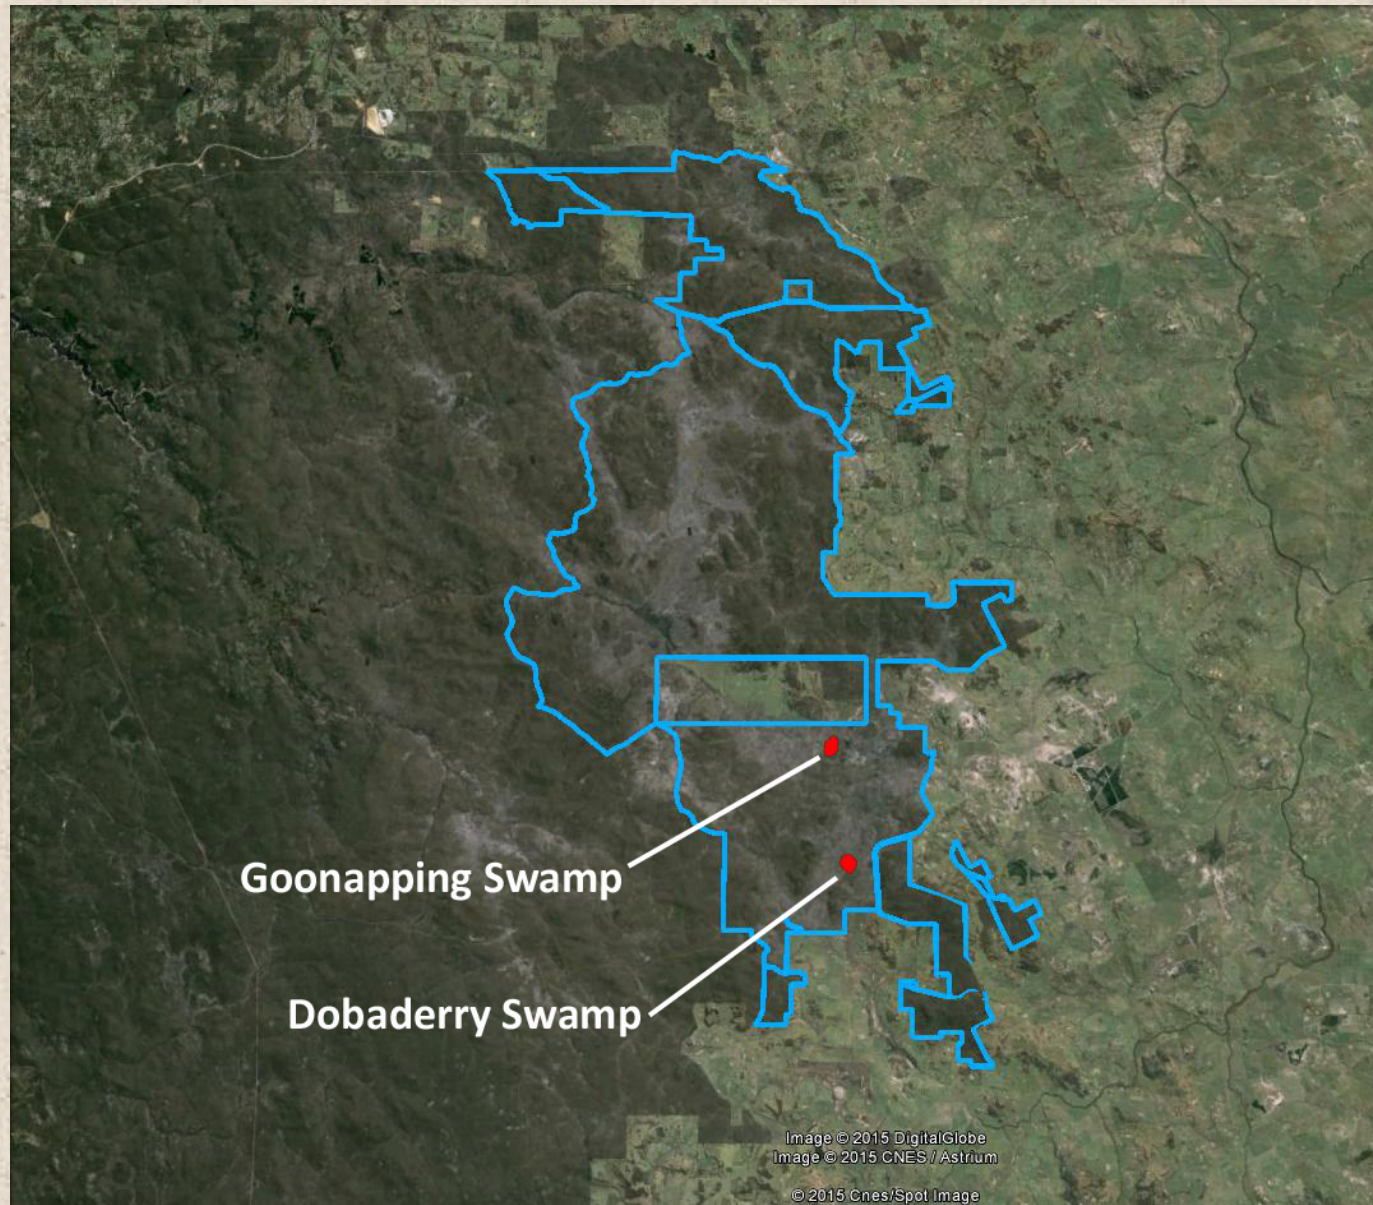 Goonapping Swamp
Dobaderry Swamp
Image © 2015 DigitalGlobe
Image © 2015 CNES / Astrium
© 2015 Cnes/Spot Image